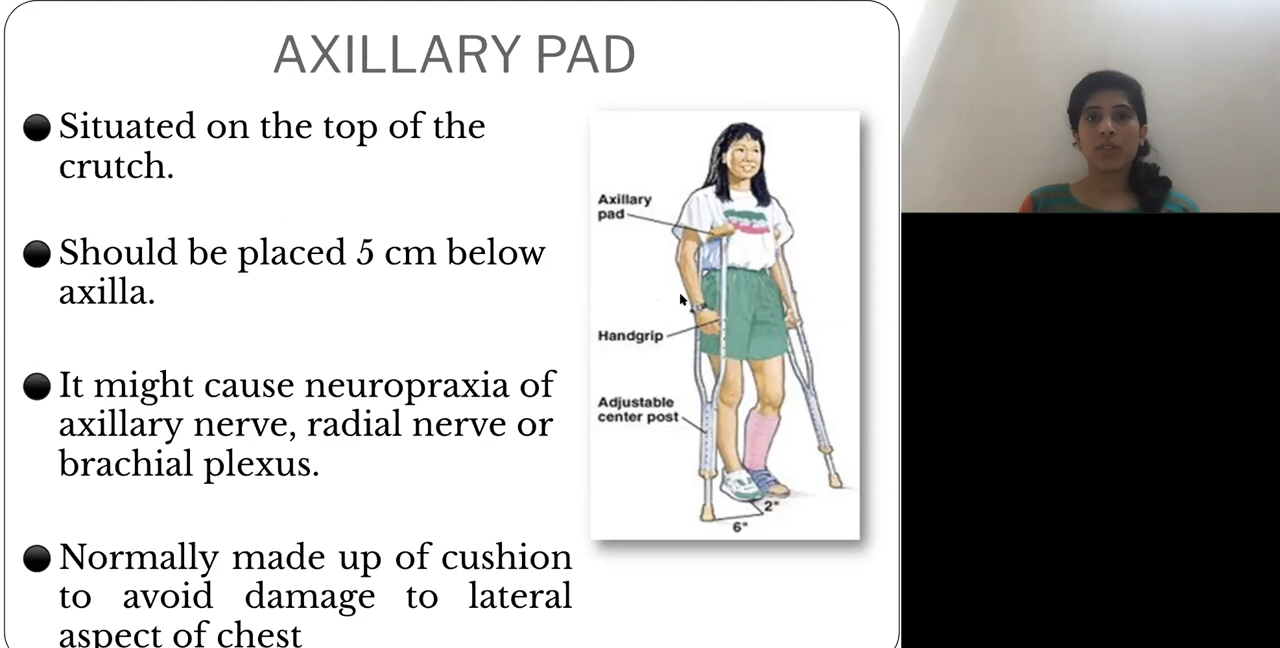 AXILLARY PAD
Situated on the top of the
crutch.
Should be placed 5 cm below
axilla.
It might cause neuropraxia of
axillary nerve, radial nerve or
brachial plexus.
Normally made up of cushion
to avoid damage to lateral
aspect of chest
Axillary
pad
Handgrip
Adjustable
center post
2"
6"